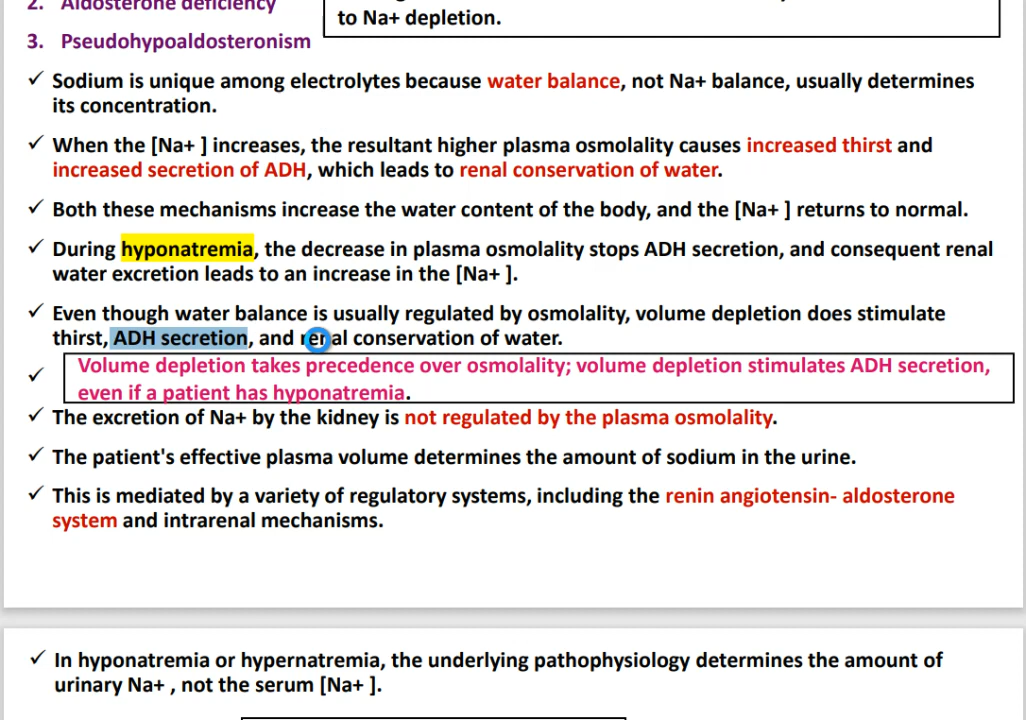 2. Aldosterone deficiency
to Na+ depletion.
3. Pseudohypoaldosteronism
✓ Sodium is unique among electrolytes because water balance, not Na+ balance, usually determines
its concentration.
✓ When the [Na+ ] increases, the resultant higher plasma osmolality causes increased thirst and
increased secretion of ADH, which leads to renal conservation of water.
✓ Both these mechanisms increase the water content of the body, and the [Na+ ] returns to normal.
✓ During hyponatremia, the decrease in plasma osmolality stops ADH secretion, and consequent renal
water excretion leads to an increase in the [Na+ ].
✓ Even though water balance is usually regulated by osmolality, volume depletion does stimulate
thirst, ADH secretion, and renal conservation of water.
✓ Volume depletion takes precedence over osmolality; volume depletion stimulates ADH secretion,
even if a patient has hyponatremia.
✓ The excretion of Na+ by the kidney is not regulated by the plasma osmolality.
✓ The patient's effective plasma volume determines the amount of sodium in the urine.
✓ This is mediated by a variety of regulatory systems, including the renin angiotensin- aldosterone
system and intrarenal mechanisms.
✓ In hyponatremia or hypernatremia, the underlying pathophysiology determines the amount of
urinary Na+ , not the serum [Na+ ].